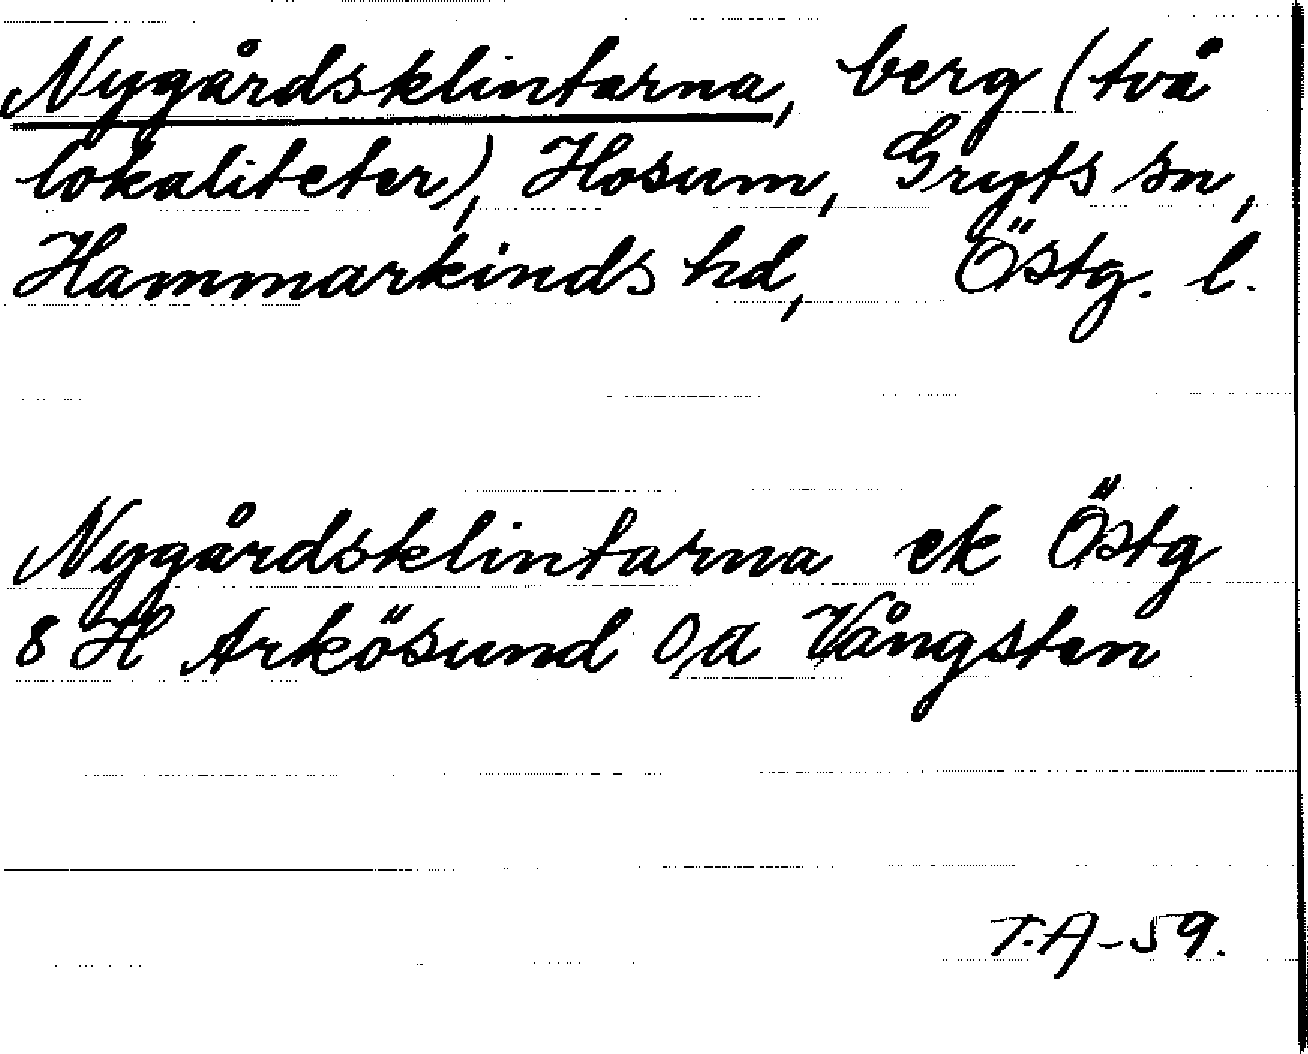 Nygårdsklintarna, berg (två
lokaliteter), Hosum, Gryts sn,
Hammarkinds hd, Östg. l.
Nygårdsklintarna ek Östg
8 H Arkösund 0,a Vångsten
T.A-59.